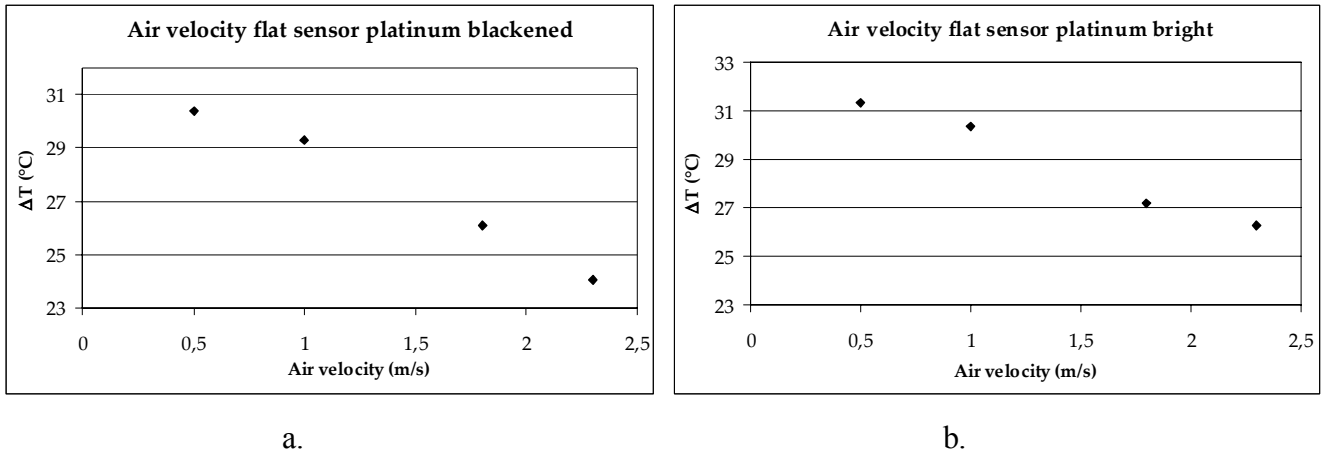 Air velocity flat sensor platinum blackened
31
29
27
25
23
ΔT (°C)
0
0,5
1
1,5
2
2,5
Air velocity (m/s)
a.
Air velocity flat sensor platinum bright
33
31
29
27
25
23
ΔT (°C)
0
0,5
1
1,5
2
2,5
Air velocity (m/s)
b.